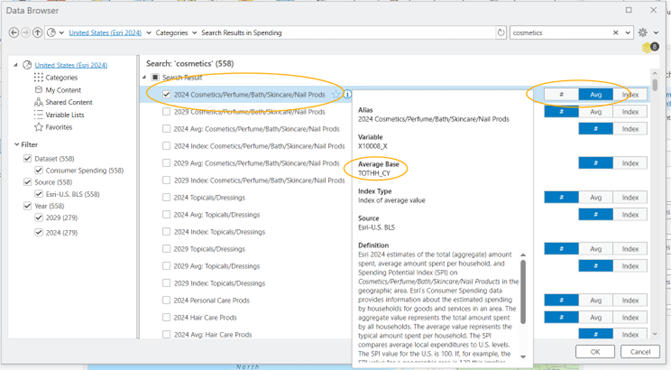 Data Browser
United States (Esri 2024) Categories Search Results in Spending
cosmetics
8
United States (Esri 2024)
Categories
My Content
Shared Content
Variable Lists
Favorites
Filter
Dataset (558)
Consumer Spending (558)
Source (558)
Esri-U.S. BLS (558)
Year (558)
2029 (279)
2024 (279)
Search: 'cosmetics' (558)
Search Result
2024 Cosmetics/Perfume/Bath/Skincare/Nail Prods
# Avg Index
2029 Cosmetics/Perfume/Bath/Skincare/Nail Prods
# Avg Index
2024 Avg: Cosmetics/Perfume/Bath/Skincare/Nail Prods
# Index
2024 Index: Cosmetics/Perfume/Bath/Skincare/Nail Prods
2029 Avg: Cosmetics/Perfume/Bath/Skincare/Nail Prods
# Index
2029 Index: Cosmetics/Perfume/Bath/Skincare/Nail Prods
2024 Topicals/Dressings
# Avg Index
2024 Avg: Topicals/Dressings
# Index
2024 Index: Topicals/Dressings
2029 Topicals/Dressings
# Avg Index
2029 Avg: Topicals/Dressings
# Index
2029 Index: Topicals/Dressings
2024 Personal Care Prods
# Avg Index
2024 Hair Care Prods
# Avg Index
2024 Avg: Hair Care Prods
# Index
Alias
2024 Cosmetics/Perfume/Bath/Skincare/Nail Prods
Variable
X10008_X
Average Base
TOTHH_CY
Index Type
Index of average value
Source
Esri-U.S. BLS
Definition
Esri 2024 estimates of the total (aggregate) amount
spent, average amount spent per household, and
Spending Potential Index (SPI) on
Cosmetics/Perfume/Bath/Skincare/Nail Products in the
geographic area. Esri's Consumer Spending data
provides information about the estimated spending
by households for goods and services in an area. The
aggregate value represents the total amount spent
by all households. The average value represents the
typical amount spent per household. The SPI
compares average local expenditures to U.S. levels.
The SPI value for the U.S. is 100. If, for example, the
OK Cancel
North